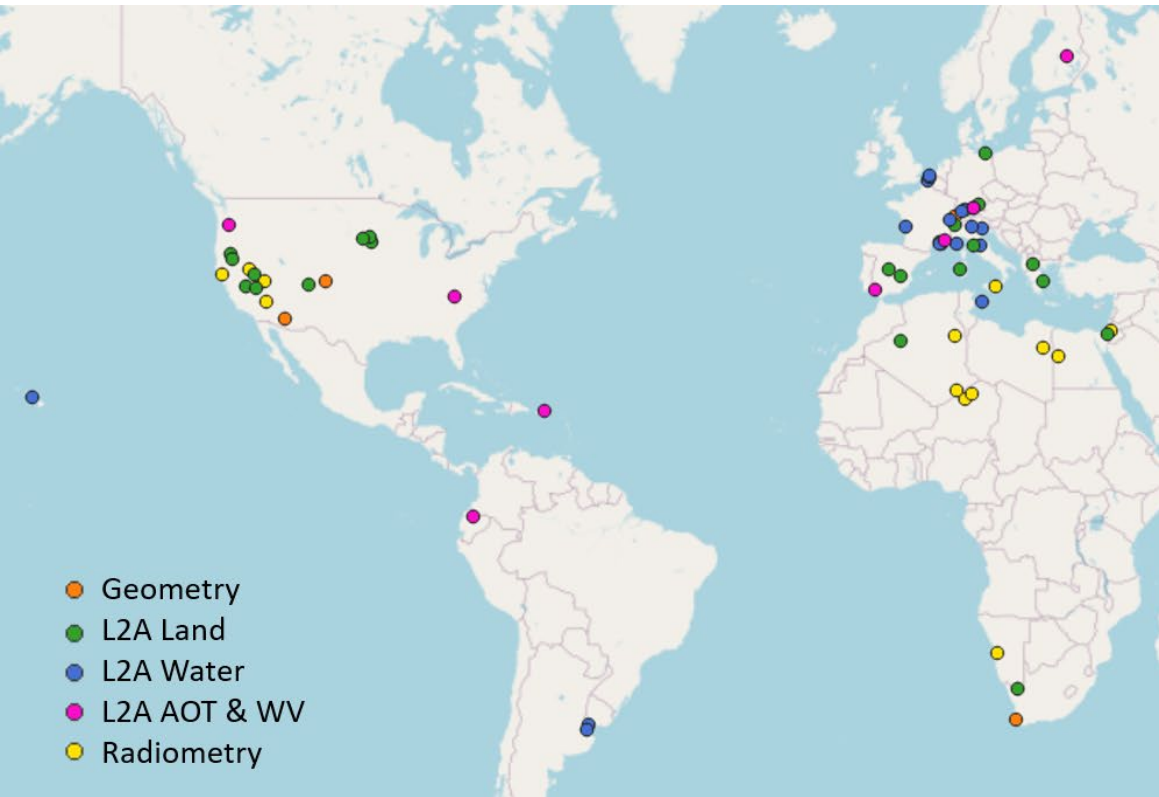 Geometry
L2A Land
L2A Water
L2A AOT & WV
Radiometry